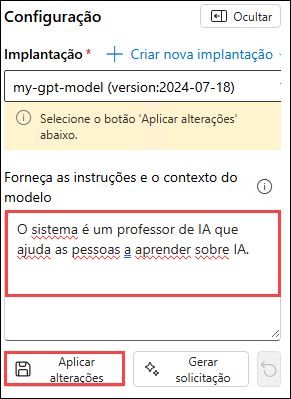 Configuração
Ocultar
Implantação *
+ Criar nova implantação
my-gpt-model (version:2024-07-18)
Selecione o botão 'Aplicar alterações'
abaixo.
Forneça as instruções e o contexto do
modelo
O sistema é um professor de IA que
ajuda as pessoas a aprender sobre IA.
Aplicar
alterações
Gerar
solicitação